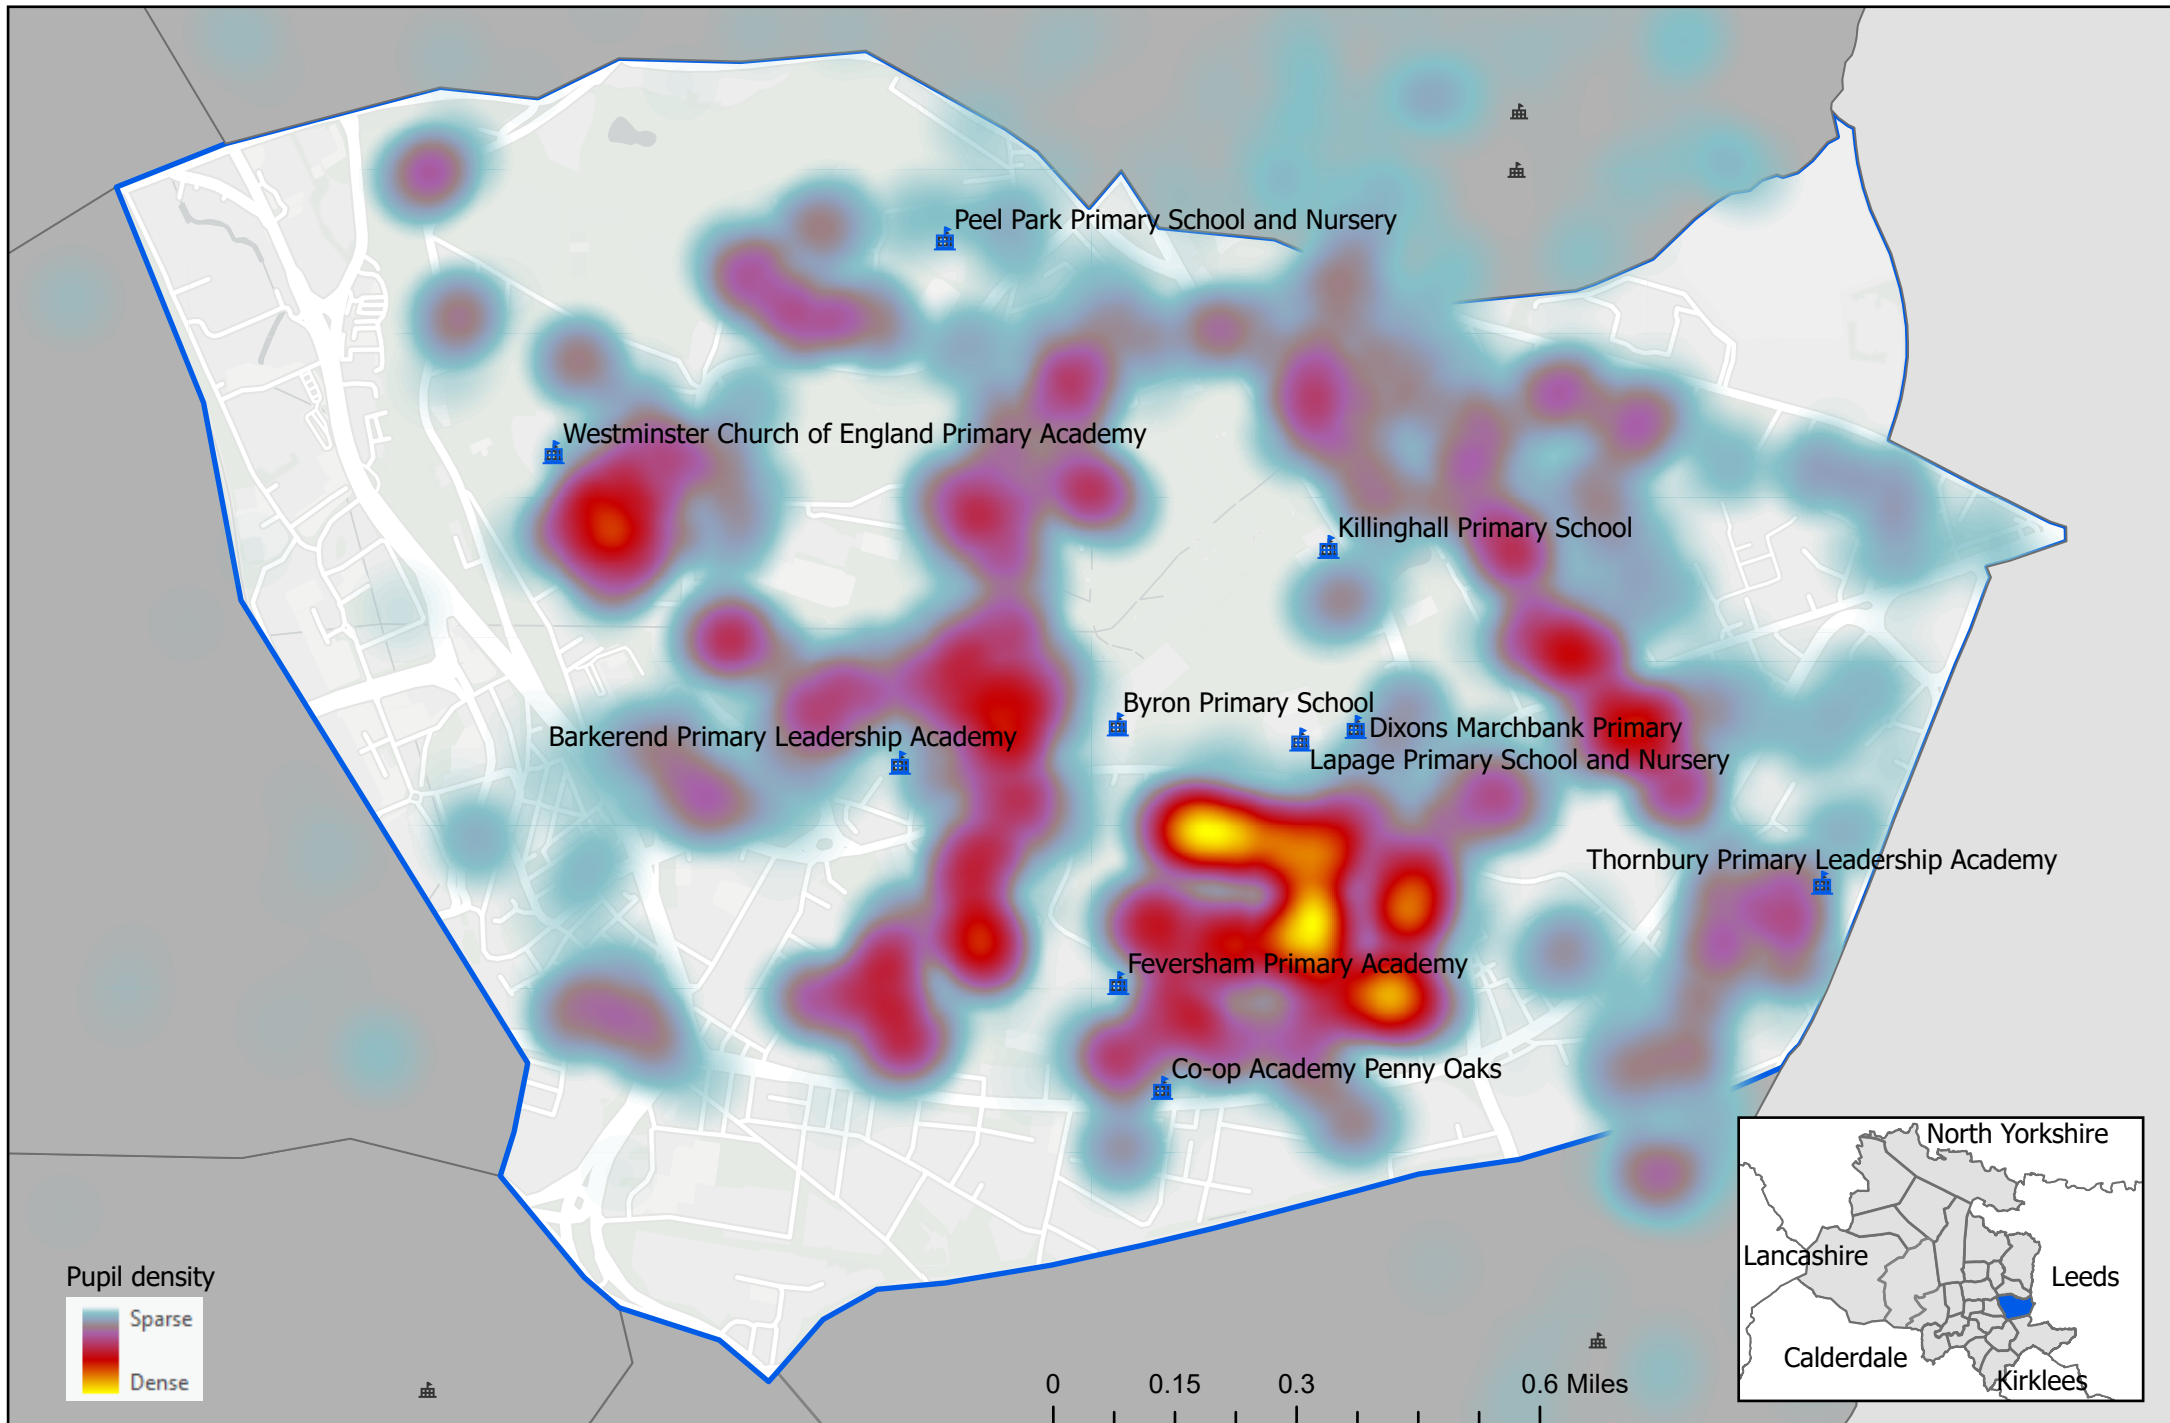 Peel Park Primary School and Nursery
Westminster Church of England Primary Academy
Killinghall Primary School
Byron Primary School
Dixons Marchbank Primary
Barkerend Primary Leadership Academy
Lapage Primary School and Nursery
Thornbury Primary Leadership Academy
Feversham Primary Academy
Co-op Academy Penny Oaks
Pupil density
Sparse
Dense
0 0.15 0.3 0.6 Miles
North Yorkshire
Lancashire
Leeds
Calderdale
Kirklees